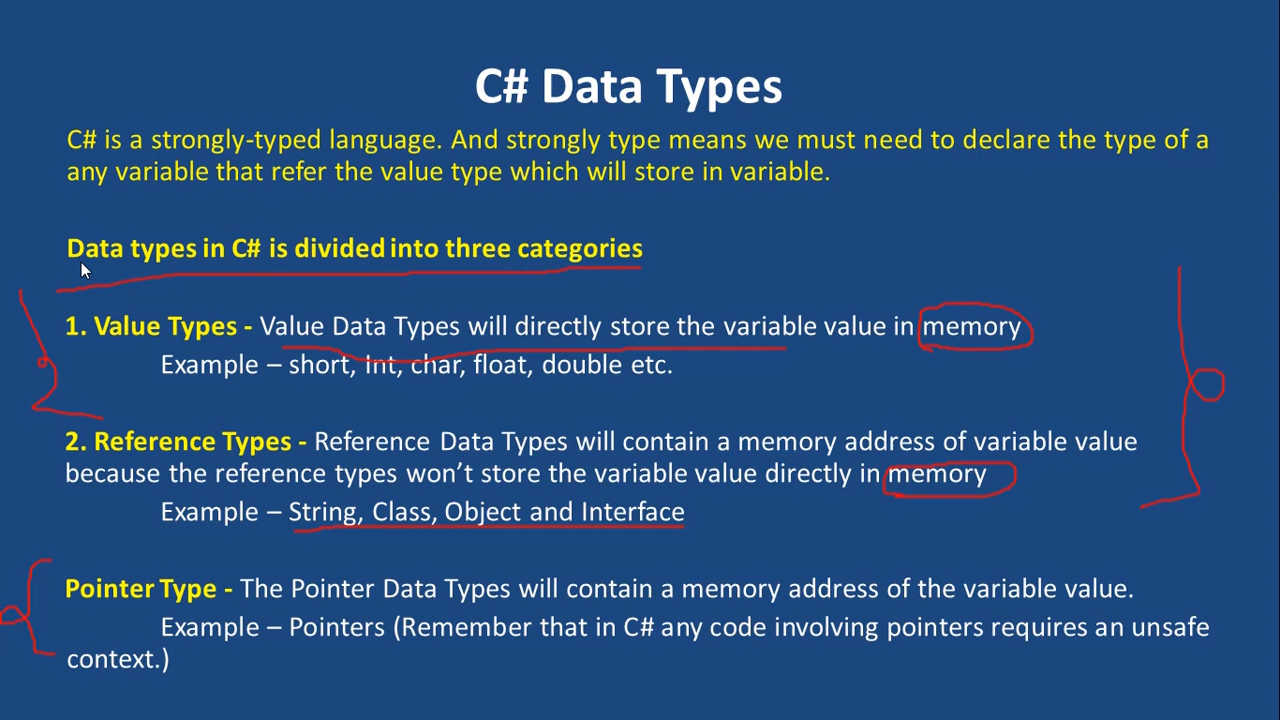 C# Data Types
C# is a strongly-typed language. And strongly type means we must need to declare the type of a
any variable that refer the value type which will store in variable.
Data types in C# is divided into three categories
1. Value Types - Value Data Types will directly store the variable value in memory
Example – short, Int, char, float, double etc.
2. Reference Types - Reference Data Types will contain a memory address of variable value
because the reference types won’t store the variable value directly in memory
Example – String, Class, Object and Interface
Pointer Type - The Pointer Data Types will contain a memory address of the variable value.
Example – Pointers (Remember that in C# any code involving pointers requires an unsafe
context.)